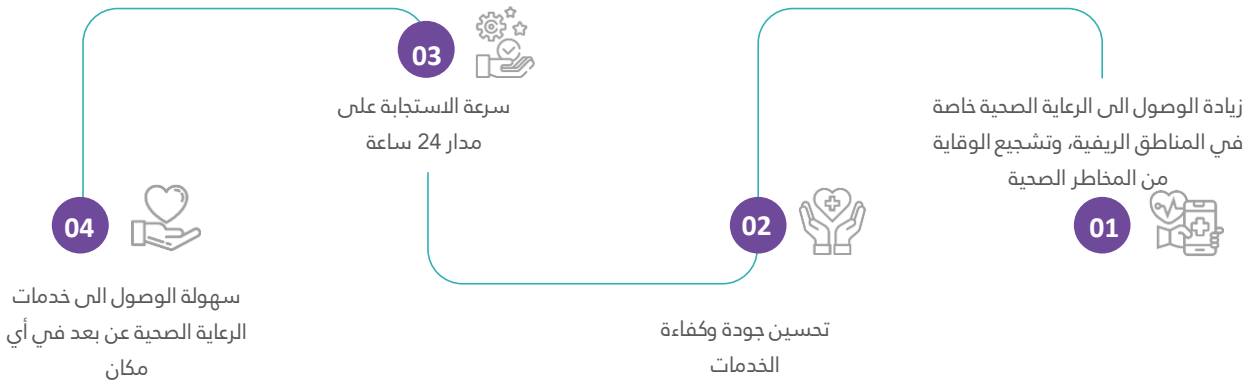 زيادة الوصول الى الرعاية الصحية خاصة
في المناطق الريفية، وتشجيع الوقاية
من المخاطر الصحية
01
02
تحسين جودة وكفاءة
الخدمات
03
سرعة الاستجابة على
مدار 24 ساعة
04
سهولة الوصول الى خدمات
الرعاية الصحية عن بعد في أي
مكان